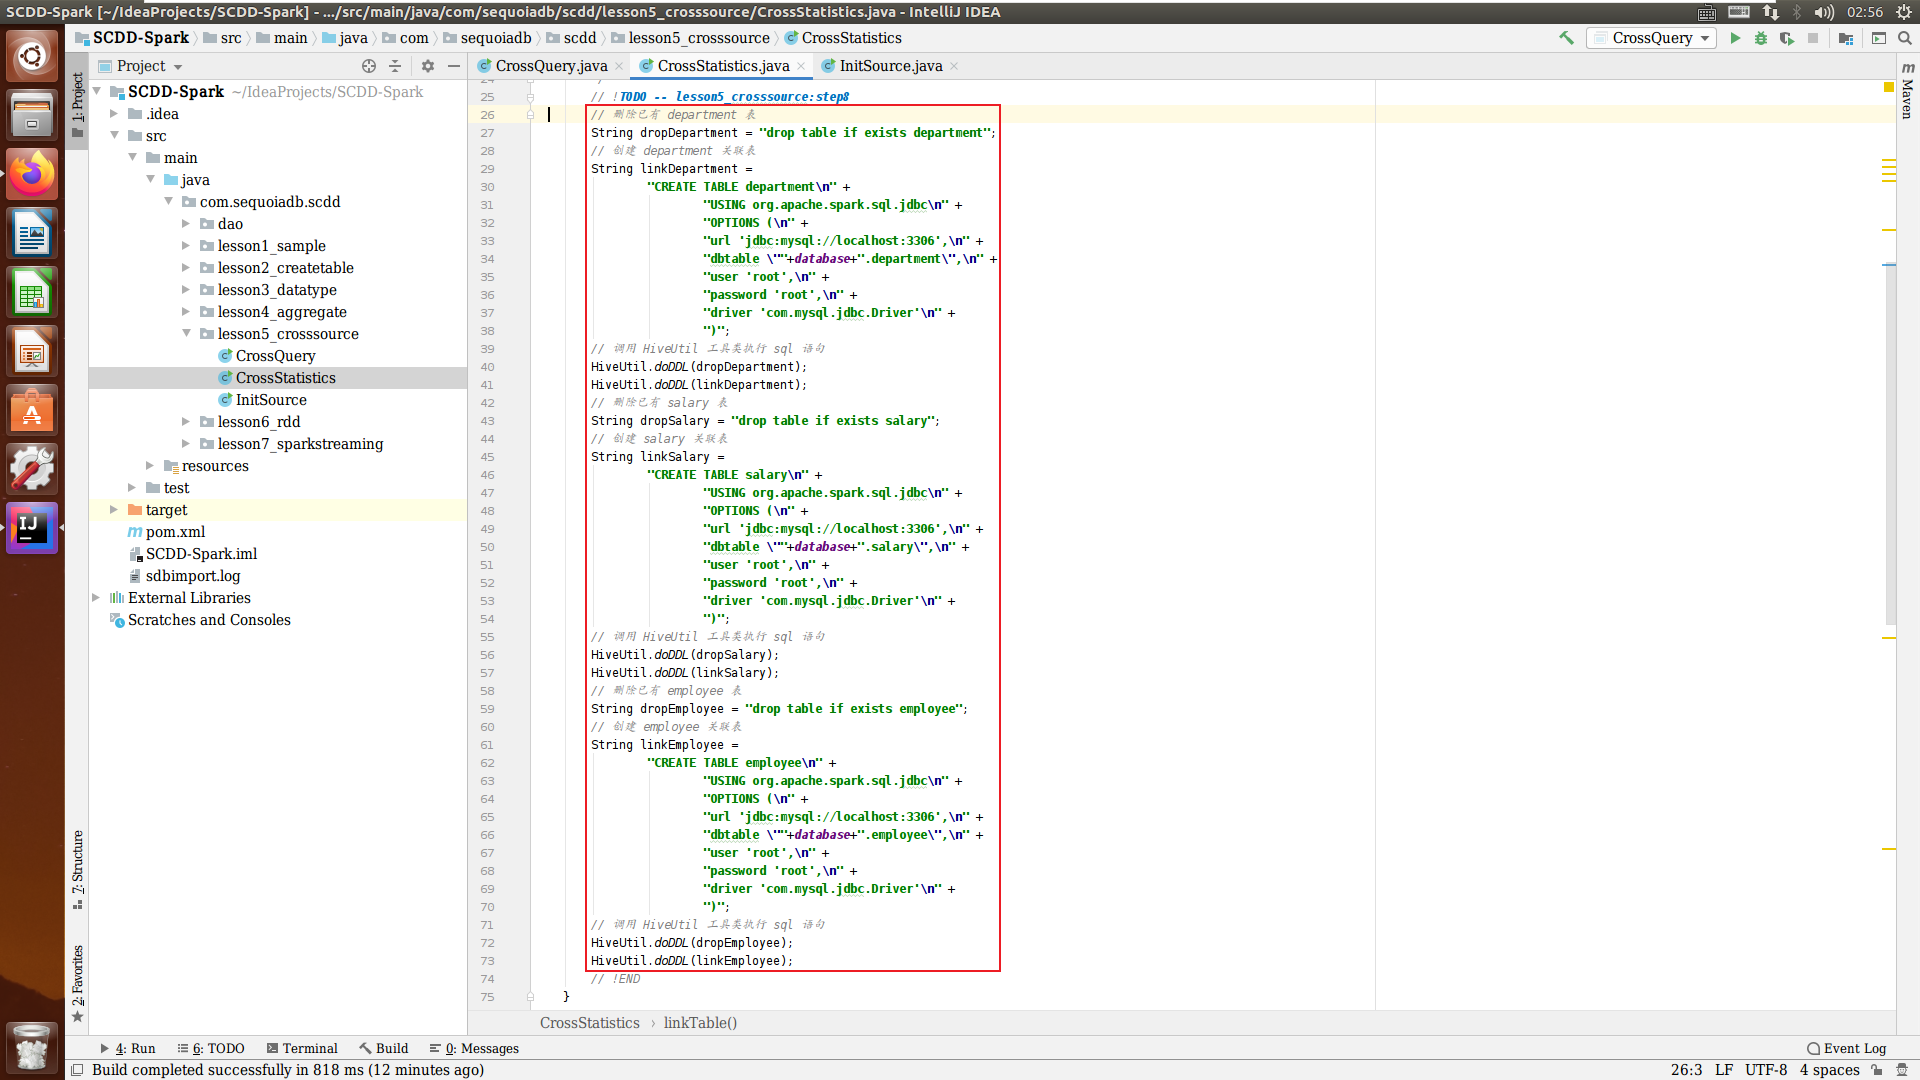 SCDD-Spark [~/IdeaProjects/SCDD-Spark] - .../src/main/java/com/sequoiadb/scdd/lesson5_crosssource/CrossStatistics.java - IntelliJ IDEA
02:56
SCDD-Spark src main java com sequoiadb scdd lesson5_crosssource CrossStatistics
CrossQuery
Project
CrossQuery.java
CrossStatistics.java
InitSource.java
1: Project
7: Structure
2: Favorites
Maven
SCDD-Spark ~/IdeaProjects/SCDD-Spark
.idea
src
main
java
com.sequoiadb.scdd
dao
lesson1_sample
lesson2_createtable
lesson3_datatype
lesson4_aggregate
lesson5_crosssource
CrossQuery
CrossStatistics
InitSource
lesson6_rdd
lesson7_sparkstreaming
resources
test
target
pom.xml
SCDD-Spark.iml
sdbimport.log
External Libraries
Scratches and Consoles
25 // !TODO -- lesson5_crosssource:step8
26 // 删除已有 department 表
27 String dropDepartment = "drop table if exists department";
28 // 创建 department 关联表
29 String linkDepartment =
30 "CREATE TABLE department\n" +
31 "USING org.apache.spark.sql.jdbc\n" +
32 "OPTIONS (\n" +
33 "url 'jdbc:mysql://localhost:3306',\n" +
34 "dbtable \""+database+".department\",\n" +
35 "user 'root',\n" +
36 "password 'root',\n" +
37 "driver 'com.mysql.jdbc.Driver'\n" +
38 ")";
39 // 调用 HiveUtil 工具类执行 sql 语句
40 HiveUtil.doDDL(dropDepartment);
41 HiveUtil.doDDL(linkDepartment);
42 // 删除已有 salary 表
43 String dropSalary = "drop table if exists salary";
44 // 创建 salary 关联表
45 String linkSalary =
46 "CREATE TABLE salary\n" +
47 "USING org.apache.spark.sql.jdbc\n" +
48 "OPTIONS (\n" +
49 "url 'jdbc:mysql://localhost:3306',\n" +
50 "dbtable \""+database+".salary\",\n" +
51 "user 'root',\n" +
52 "password 'root',\n" +
53 "driver 'com.mysql.jdbc.Driver'\n" +
54 ")";
55 // 调用 HiveUtil 工具类执行 sql 语句
56 HiveUtil.doDDL(dropSalary);
57 HiveUtil.doDDL(linkSalary);
58 // 删除已有 employee 表
59 String dropEmployee = "drop table if exists employee";
60 // 创建 employee 关联表
61 String linkEmployee =
62 "CREATE TABLE employee\n" +
63 "USING org.apache.spark.sql.jdbc\n" +
64 "OPTIONS (\n" +
65 "url 'jdbc:mysql://localhost:3306',\n" +
66 "dbtable \""+database+".employee\",\n" +
67 "user 'root',\n" +
68 "password 'root',\n" +
69 "driver 'com.mysql.jdbc.Driver'\n" +
70 ")";
71 // 调用 HiveUtil 工具类执行 sql 语句
72 HiveUtil.doDDL(dropEmployee);
73 HiveUtil.doDDL(linkEmployee);
74 // !END
75 }
CrossStatistics › linkTable()
4: Run 6: TODO Terminal Build 0: Messages Event Log
Build completed successfully in 818 ms (12 minutes ago) 26:3 LF UTF-8 4 spaces